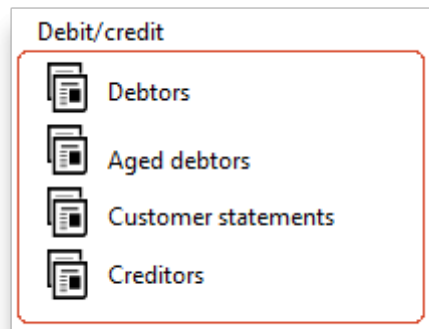 Debit/credit
Debtors
Aged debtors
Customer statements
Creditors